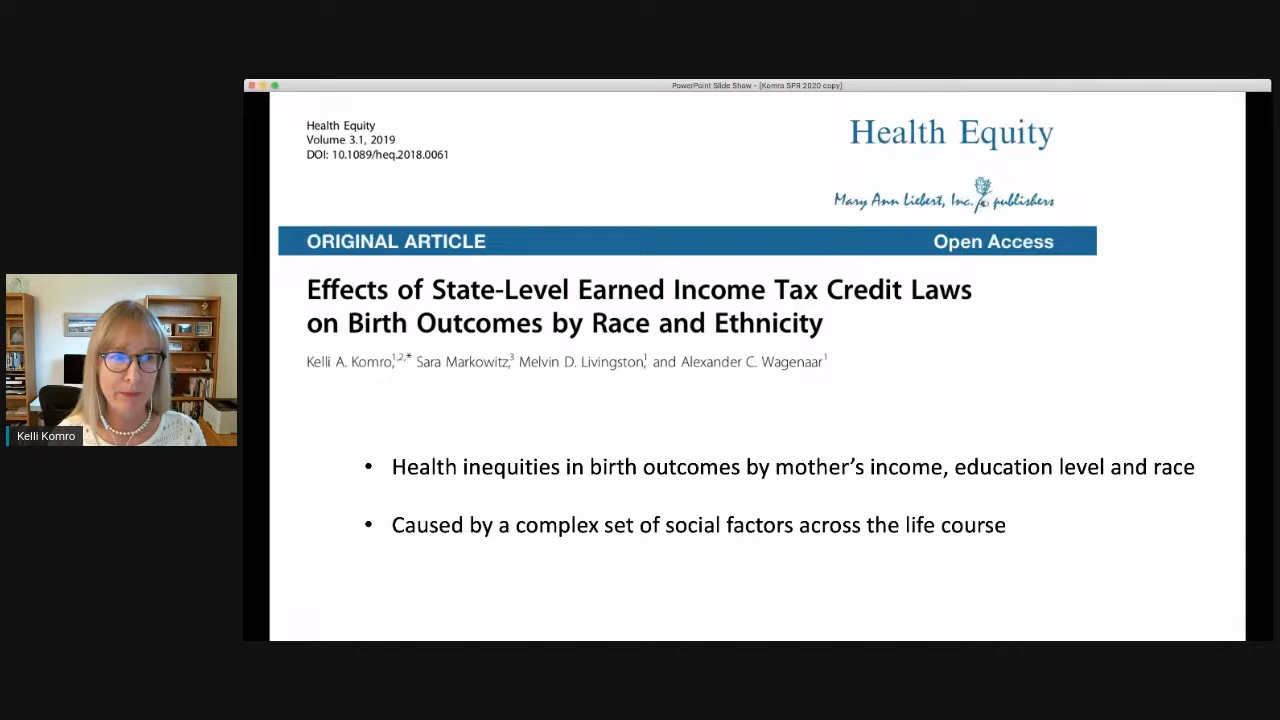 PowerPoint Slide Show - [Komro SPR 2020 copy]
Health Equity
Volume 3.1, 2019
DOI: 10.1089/heq.2018.0061
Health Equity
Mary Ann Liebert, Inc. publishers
ORIGINAL ARTICLE
Open Access
Effects of State-Level Earned Income Tax Credit Laws
on Birth Outcomes by Race and Ethnicity
Kelli A. Komro,1,2,* Sara Markowitz,3 Melvin D. Livingston,1 and Alexander C. Wagenaar1
• Health inequities in birth outcomes by mother’s income, education level and race
• Caused by a complex set of social factors across the life course
Kelli Komro